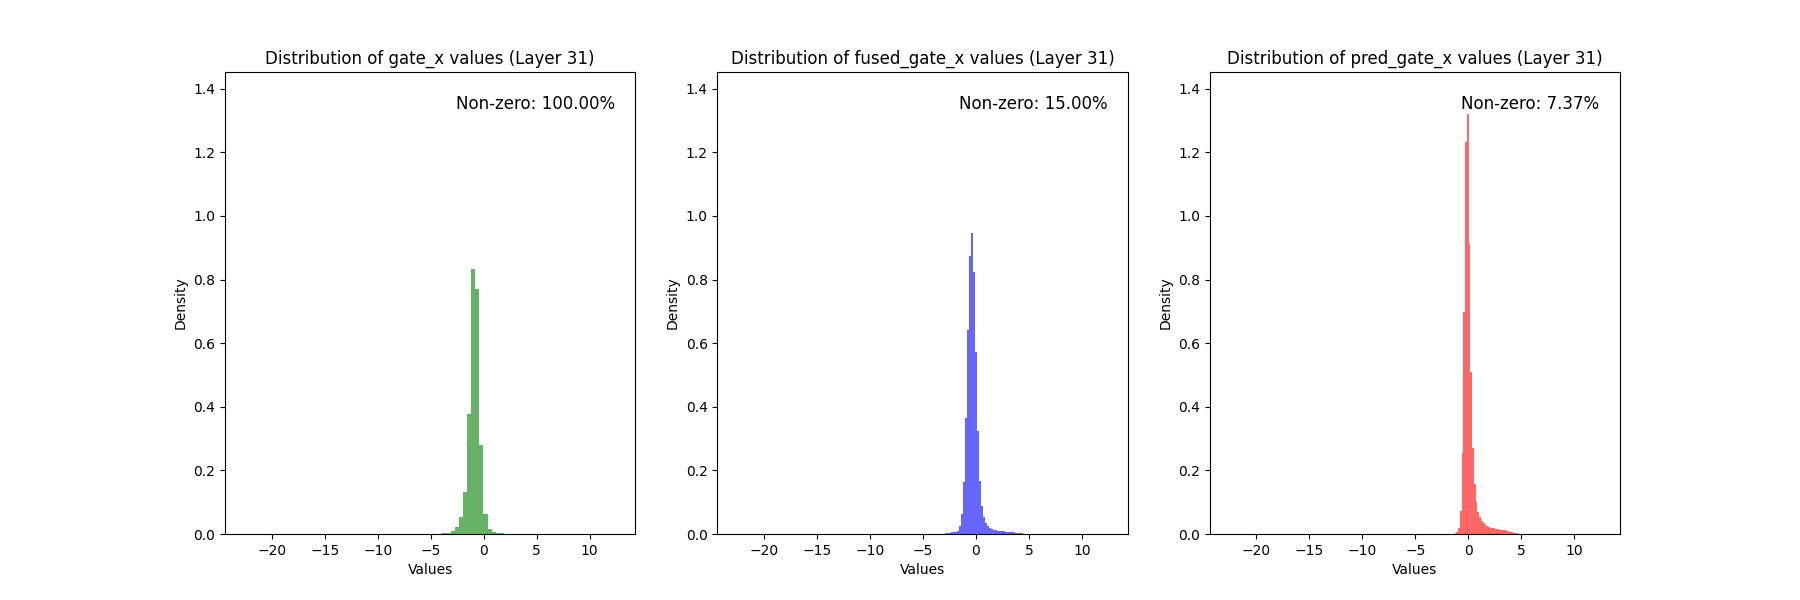 Distribution of gate_x values (Layer 31)
Non-zero: 100.00%
1.4
1.2
1.0
0.8
0.6
0.4
0.2
0.0
Density
−20 −15 −10 −5 0 5 10
Values
Distribution of fused_gate_x values (Layer 31)
Non-zero: 15.00%
1.4
1.2
1.0
0.8
0.6
0.4
0.2
0.0
Density
−20 −15 −10 −5 0 5 10
Values
Distribution of pred_gate_x values (Layer 31)
Non-zero: 7.37%
1.4
1.2
1.0
0.8
0.6
0.4
0.2
0.0
Density
−20 −15 −10 −5 0 5 10
Values